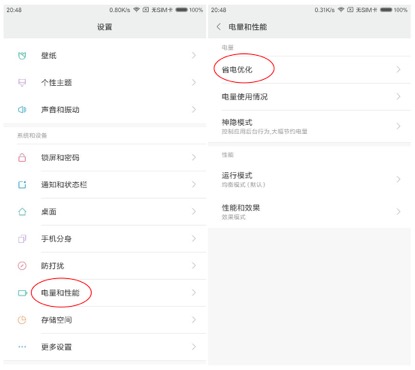 20:48 0.80K/s 无SIM卡 100%
设置
壁纸
个性主题
声音和振动
系统和设备
锁屏和密码
通知和状态栏
桌面
手机分身
防打扰
电量和性能
存储空间
更多设置
20:48 0.31K/s 无SIM卡 100%
电量和性能
电量
省电优化
电量使用情况
神隐模式
控制应用后台行为,大幅节约电量
性能
运行模式
均衡模式 (默认)
性能和效果
效果模式